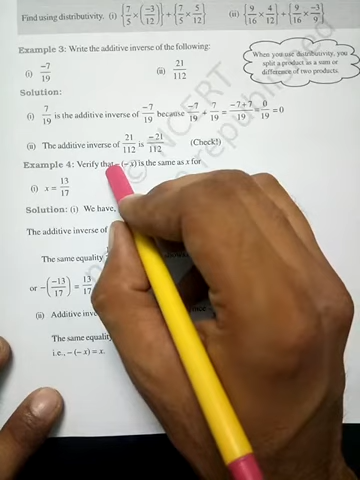 Find using distributivity. (i) {7/5 × (-3/12)} + {7/5 × 5/12} (ii) {9/16 × 4/12} + {9/16 × -3/9}
Example 3: Write the additive inverse of the following:
(i) -7/19 (ii) 21/112
When you use distributivity, you
split a product as a sum or
difference of two products.
Solution:
(i) 7/19 is the additive inverse of -7/19 because -7/19 + 7/19 = -7+7/19 = 0/19 = 0
(ii) The additive inverse of 21/112 is -21/112 (Check!)
Example 4: Verify that – (– x) is the same as x for
(i) x = 13/17
Solution: (i) We have,
The additive inverse of
The same equality
or -(-13/17) = 13/17
(ii) Additive
The same equality
i.e., – (– x) = x.